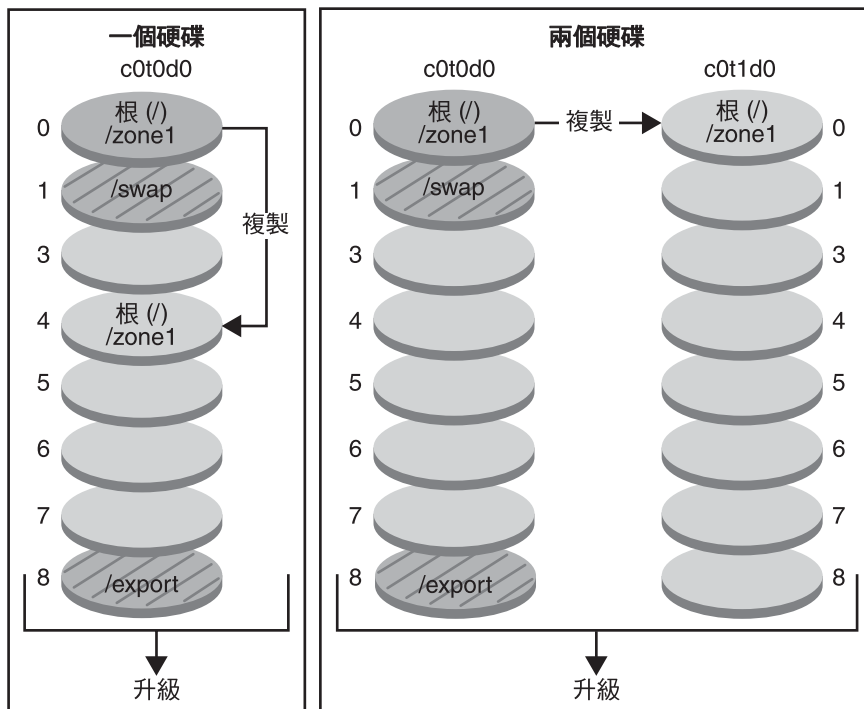 一個硬碟
c0t0d0
0
根 (/)
/zone1
1
/swap
複製
3
4
根 (/)
/zone1
5
6
7
8
/export
升級
兩個硬碟
c0t0d0
c0t1d0
0
根 (/)
/zone1
複製
根 (/)
/zone1
0
1
/swap
1
3
3
4
4
5
5
6
6
7
7
8
/export
8
升級